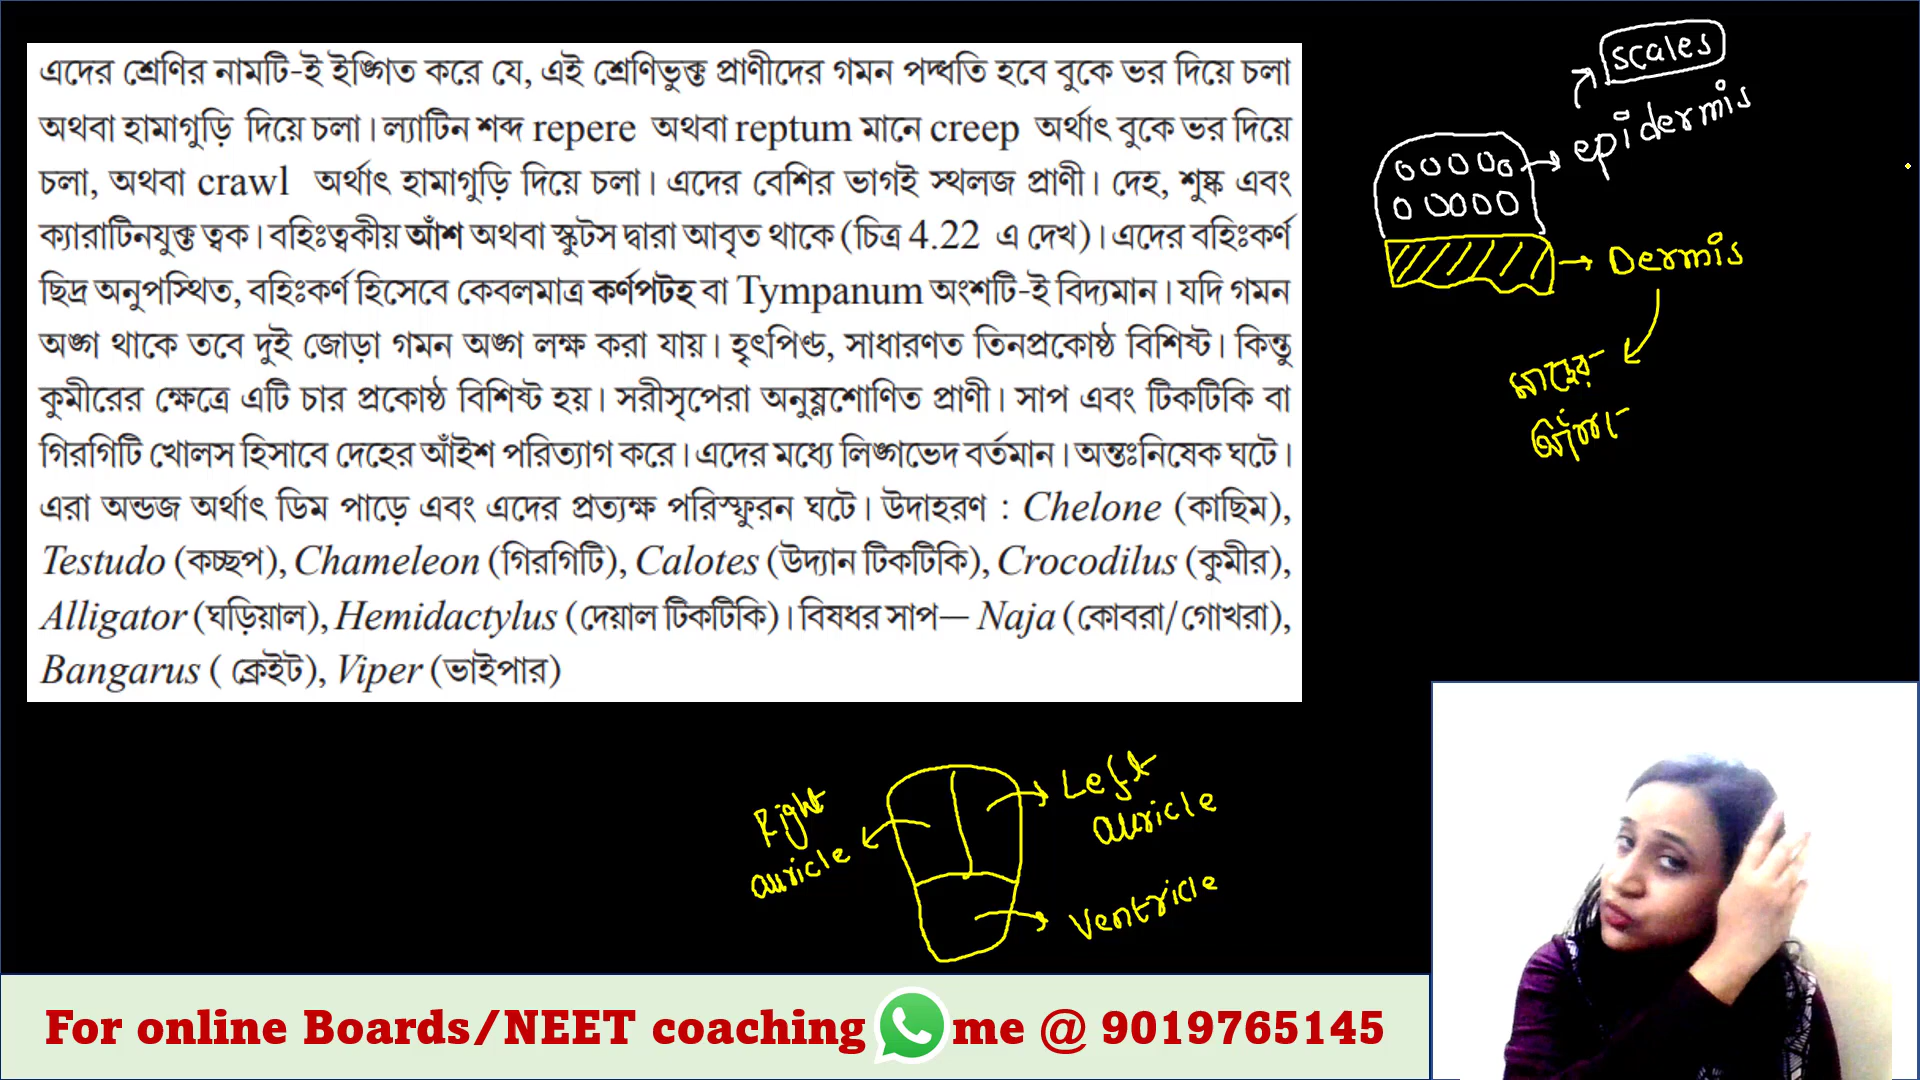 এদের শ্রেণির নামটি-ই ইঙ্গিত করে যে, এই শ্রেণিভুক্ত প্রাণীদের গমন পদ্ধতি হবে বুকে ভর দিয়ে চলা
অথবা হামাগুড়ি দিয়ে চলা। ল্যাটিন শব্দ repere অথবা reptum মানে creep অর্থাৎ বুকে ভর দিয়ে
চলা, অথবা crawl অর্থাৎ হামাগুড়ি দিয়ে চলা। এদের বেশির ভাগই স্থলজ প্রাণী। দেহ, শুষ্ক এবং
ক্যারাটিনযুক্ত ত্বক। বহিঃত্বকীয় আঁশ অথবা স্কুটস দ্বারা আবৃত থাকে (চিত্র 4.22 এ দেখ)। এদের বহিঃকর্ণ
ছিদ্র অনুপস্থিত, বহিঃকর্ণ হিসেবে কেবলমাত্র কর্ণপটহ বা Tympanum অংশটি-ই বিদ্যমান। যদি গমন
অঙ্গ থাকে তবে দুই জোড়া গমন অঙ্গ লক্ষ করা যায়। হৃৎপিণ্ড, সাধারণত তিনপ্রকোষ্ঠ বিশিষ্ট। কিন্তু
কুমীরের ক্ষেত্রে এটি চার প্রকোষ্ঠ বিশিষ্ট হয়। সরীসৃপেরা অনুষ্ণশোণিত প্রাণী। সাপ এবং টিকটিকি বা
গিরগিটি খোলস হিসাবে দেহের আঁইশ পরিত্যাগ করে। এদের মধ্যে লিঙ্গভেদ বর্তমান। অন্তঃনিষেক ঘটে।
এরা অন্ডজ অর্থাৎ ডিম পাড়ে এবং এদের প্রত্যক্ষ পরিস্ফুরন ঘটে। উদাহরণ : Chelone (কাছিম),
Testudo (কচ্ছপ), Chameleon (গিরগিটি), Calotes (উদ্যান টিকটিকি), Crocodilus (কুমীর),
Alligator (ঘড়িয়াল), Hemidactylus (দেয়াল টিকটিকি)। বিষধর সাপ— Naja (কোবরা/গোখরা),
Bangarus ( ক্রেইট), Viper (ভাইপার)
scales
epidermis
Dermis
মাছের
আঁশ
Right
auricle
Left
auricle
Ventricle
For online Boards/NEET coaching me @ 9019765145